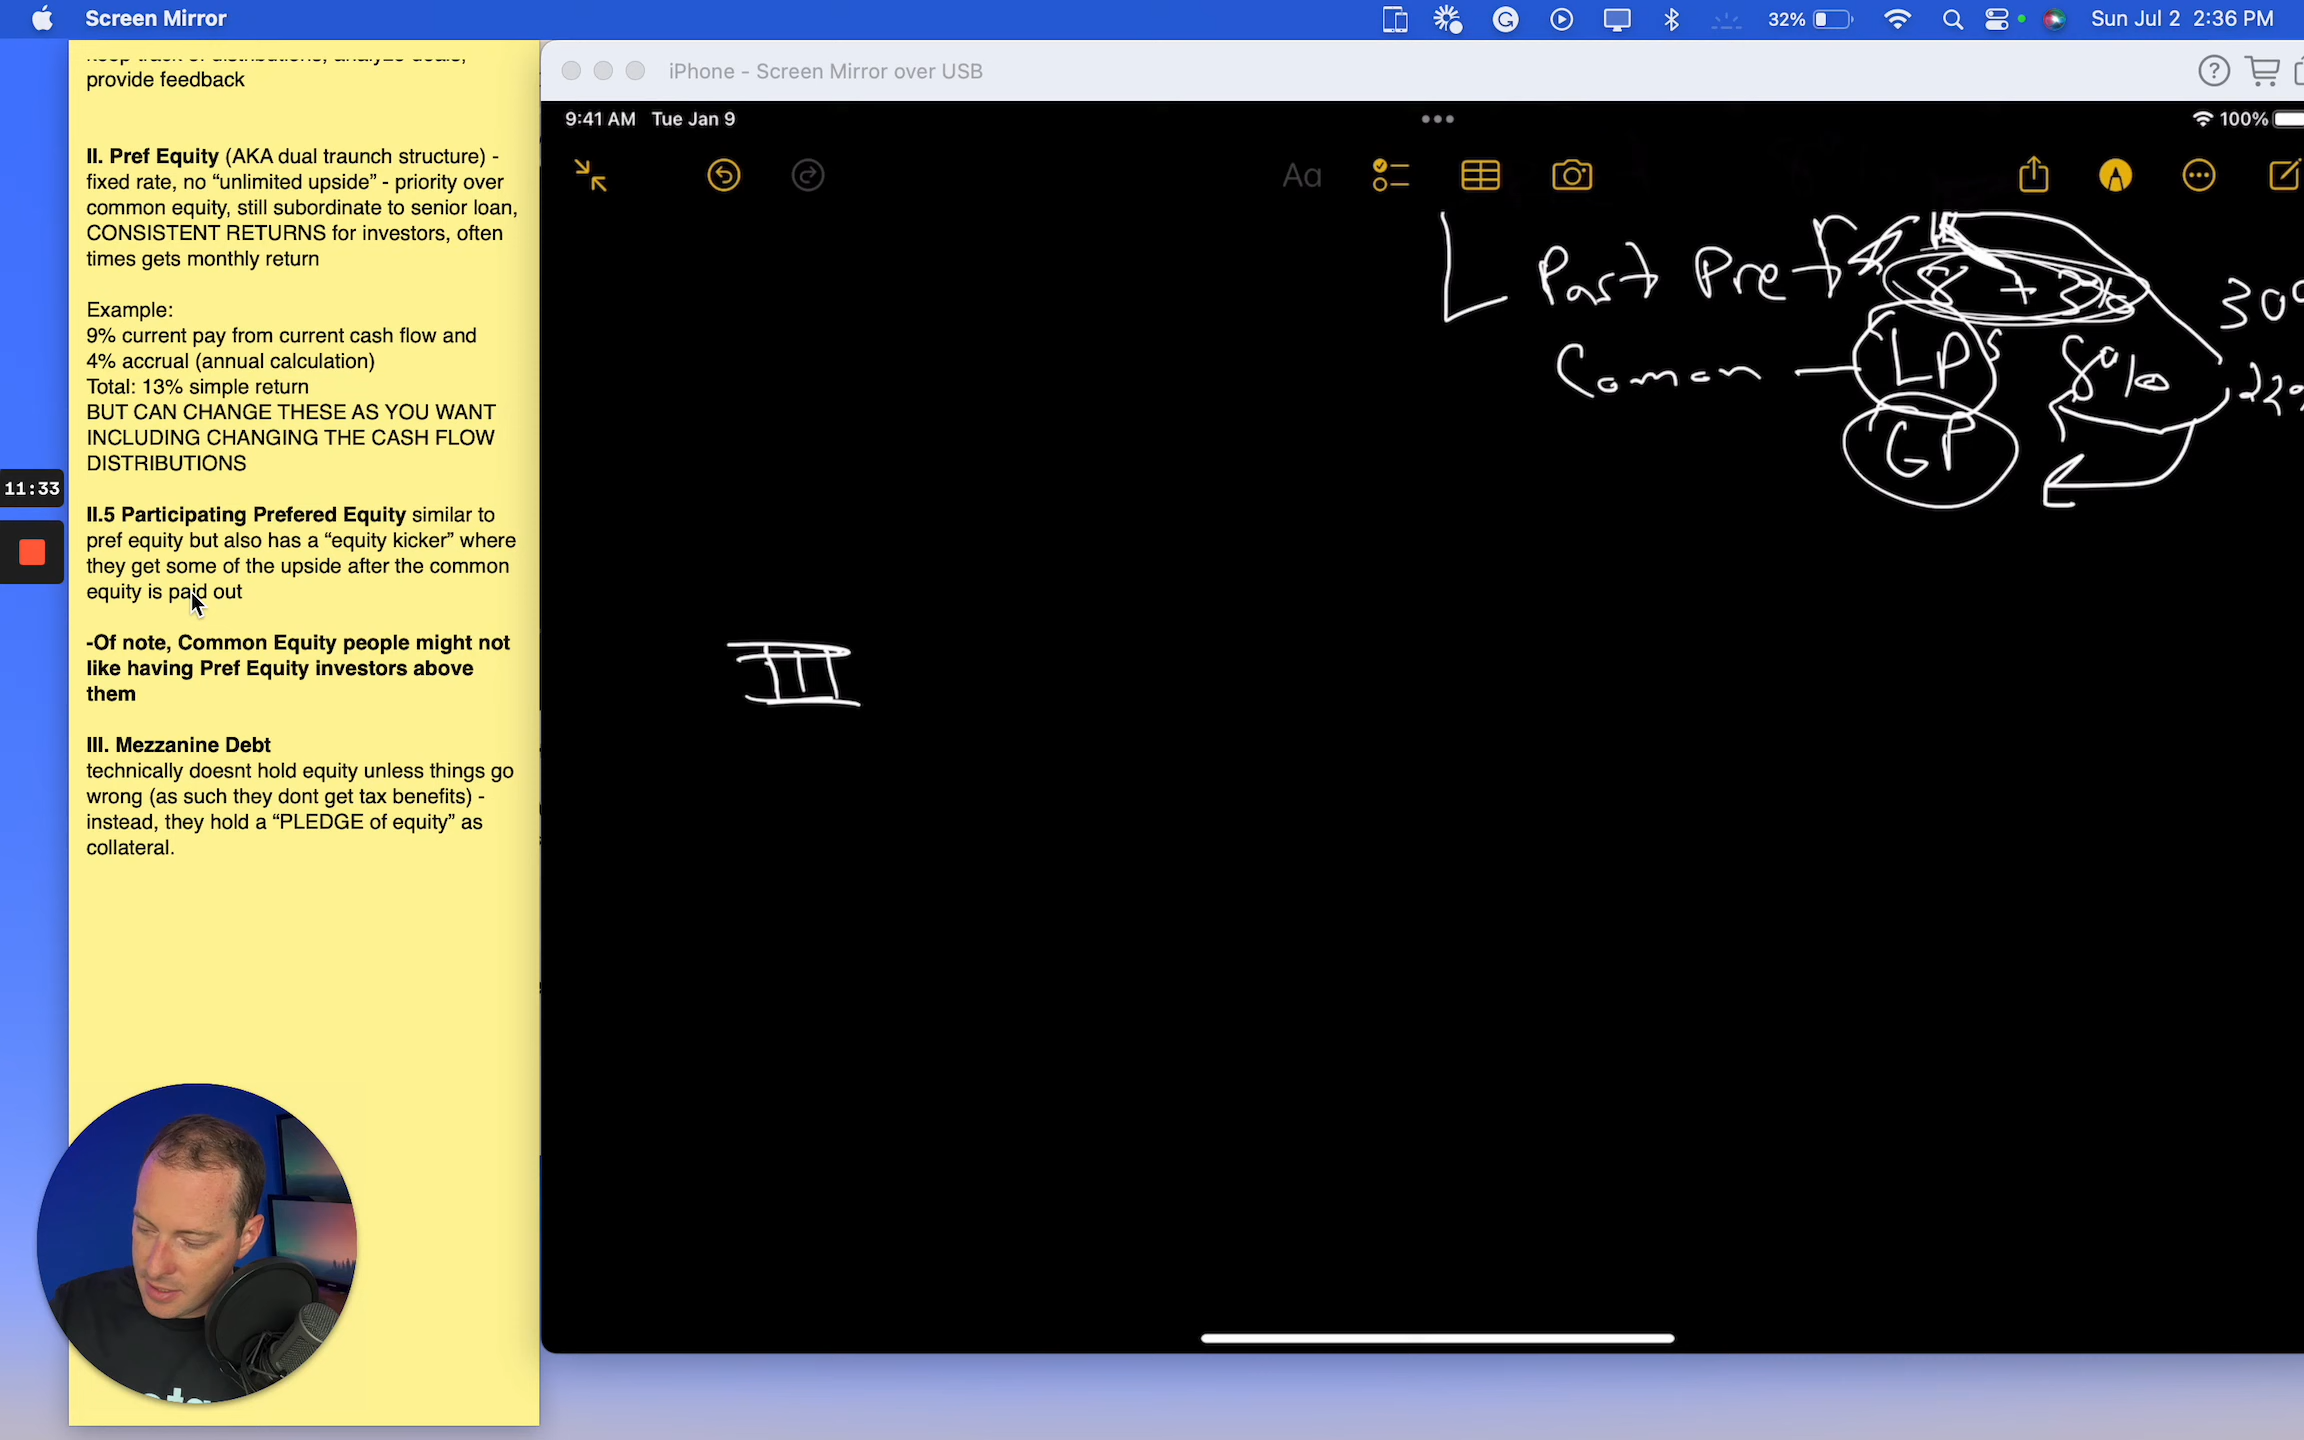 Screen Mirror
32%
Sun Jul 2 2:36 PM
provide feedback
II. Pref Equity (AKA dual traunch structure) -
fixed rate, no “unlimited upside” - priority over
common equity, still subordinate to senior loan,
CONSISTENT RETURNS for investors, often
times gets monthly return
Example:
9% current pay from current cash flow and
4% accrual (annual calculation)
Total: 13% simple return
BUT CAN CHANGE THESE AS YOU WANT
INCLUDING CHANGING THE CASH FLOW
DISTRIBUTIONS
II.5 Participating Prefered Equity similar to
pref equity but also has a “equity kicker” where
they get some of the upside after the common
equity is paid out
-Of note, Common Equity people might not
like having Pref Equity investors above
them
III. Mezzanine Debt
technically doesnt hold equity unless things go
wrong (as such they dont get tax benefits) -
instead, they hold a “PLEDGE of equity” as
collateral.
11:33
iPhone - Screen Mirror over USB
9:41 AM Tue Jan 9
100%
Aa
Part Pref
8 + 3%
Comon - LPs 8%
GP
III